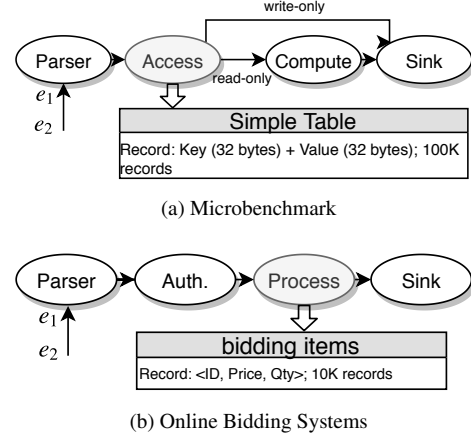 write-only
Parser Access Compute Sink
read-only
e1
e2
Simple Table
Record: Key (32 bytes) + Value (32 bytes); 100K
records
(a) Microbenchmark
Parser Auth. Process Sink
e1
e2
bidding items
Record: <ID, Price, Qty>; 10K records
(b) Online Bidding Systems